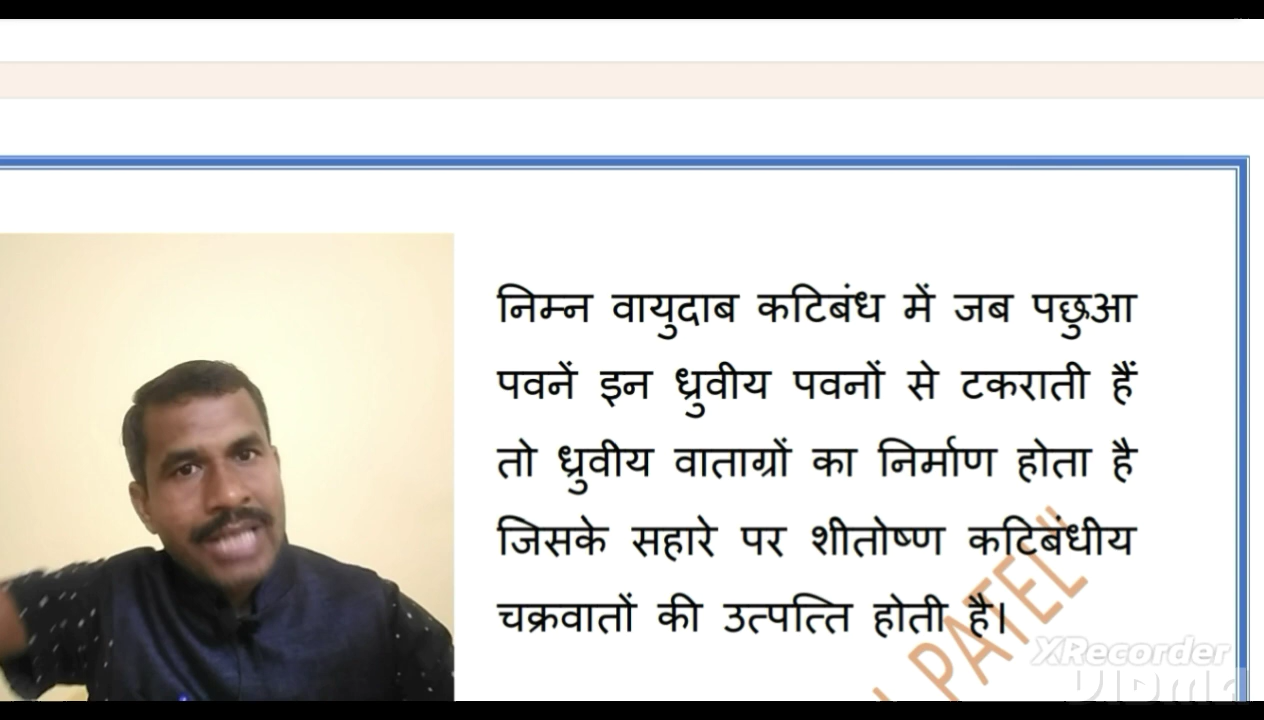 निम्न वायुदाब कटिबंध में जब पछुआ
पवनें इन ध्रुवीय पवनों से टकराती हैं
तो ध्रुवीय वाताग्रों का निर्माण होता है
जिसके सहारे पर शीतोष्ण कटिबंधीय
चक्रवातों की उत्पत्ति होती है।
PATEL
XRecorder